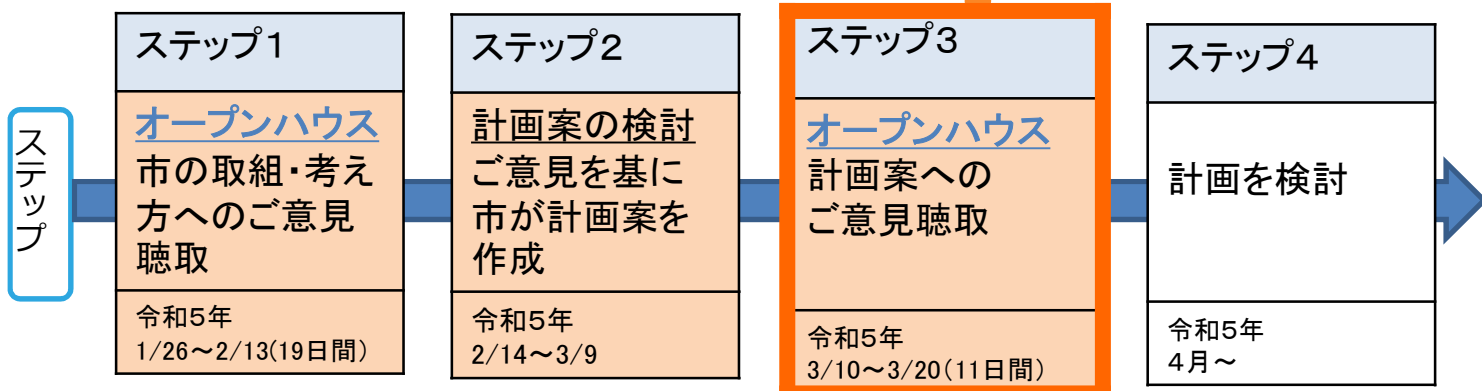 ステップ
ステップ1
オープンハウス
市の取組・考え
方へのご意見
聴取
令和5年
1/26～2/13(19日間)
ステップ2
計画案の検討
ご意見を基に
市が計画案を
作成
令和5年
2/14～3/9
ステップ3
オープンハウス
計画案への
ご意見聴取
令和5年
3/10～3/20(11日間)
ステップ4
計画を検討
令和5年
4月～